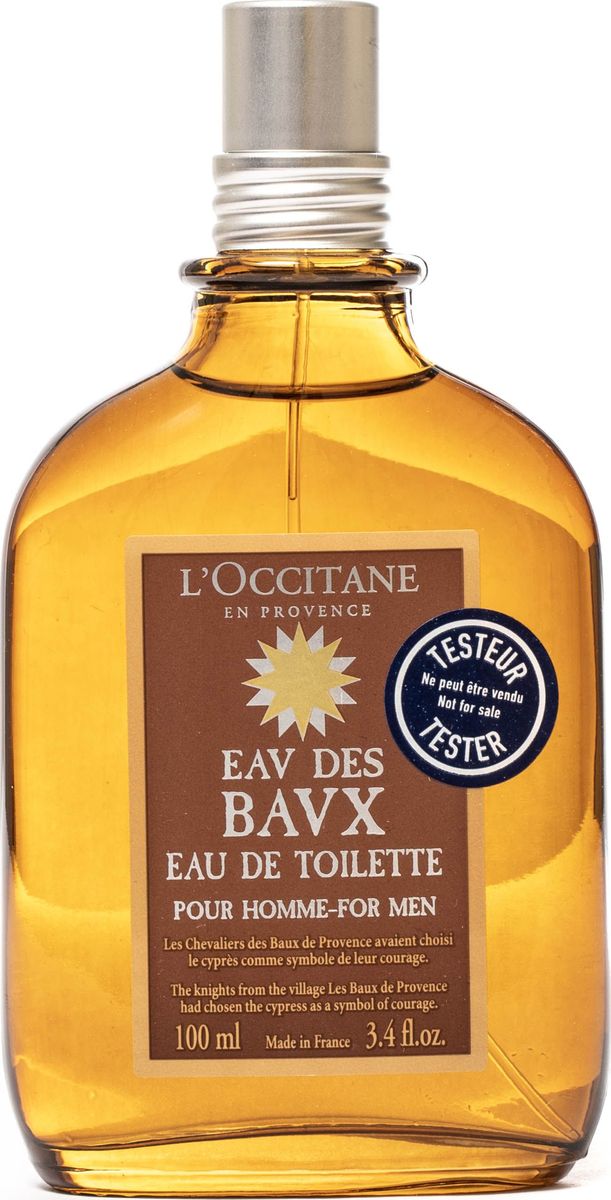 L'OCCITANE
EN PROVENCE
TESTEUR
Ne peut être vendu
Not for sale
TESTER
EAV DES
BAVX
EAU DE TOILETTE
POUR HOMME-FOR MEN
Les Chevaliers des Baux de Provence avaient choisi
le cyprès comme symbole de leur courage.
The knights from the village Les Baux de Provence
had chosen the cypress as a symbol of courage.
100 ml Made in France 3.4 fl.oz.